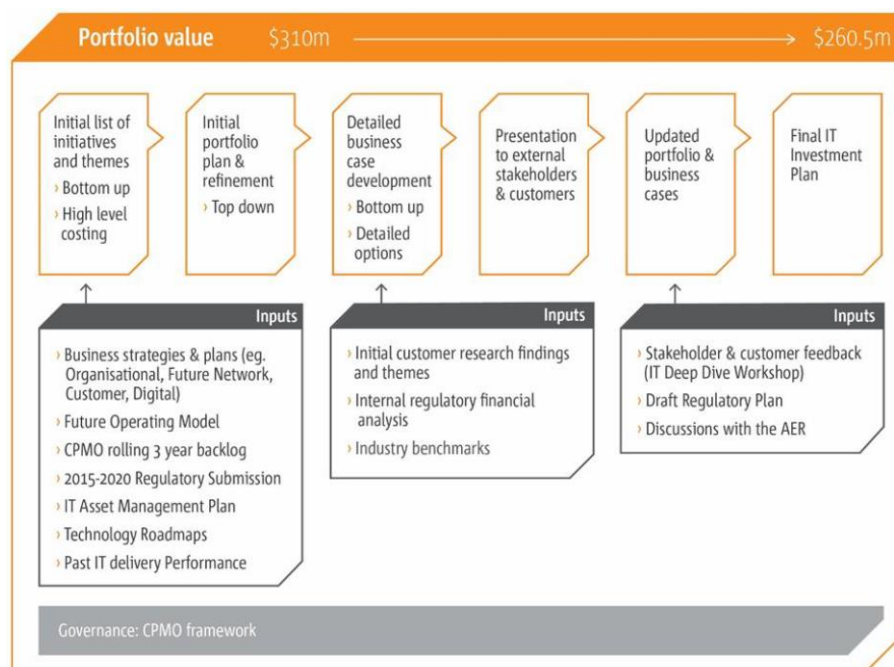 Portfolio value $310m $260.5m
Initial list of
initiatives
and themes
› Bottom up
› High level
costing
Initial
portfolio
plan &
refinement
› Top down
Detailed
business
case
development
› Bottom up
› Detailed
options
Presentation
to external
stakeholders
& customers
Updated
portfolio &
business
cases
Final IT
Investment
Plan
Inputs
› Business strategies & plans (eg.
Organisational, Future Network,
Customer, Digital)
› Future Operating Model
› CPMO rolling 3 year backlog
› 2015-2020 Regulatory Submission
› IT Asset Management Plan
› Technology Roadmaps
› Past IT delivery Performance
Inputs
› Initial customer research findings
and themes
› Internal regulatory financial
analysis
› Industry benchmarks
Inputs
› Stakeholder & customer feedback
(IT Deep Dive Workshop)
› Draft Regulatory Plan
› Discussions with the AER
Governance: CPMO framework